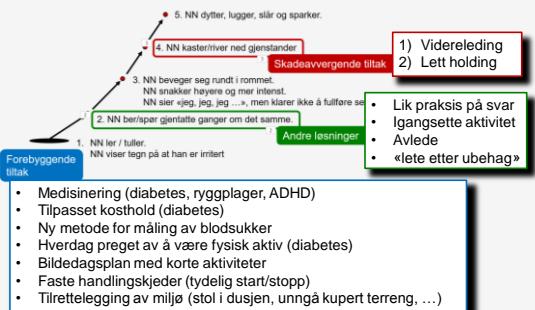 5. NN dytter, lugger, slår og sparker.
4. NN kaster/river ned gjenstander
Skadeavvergende tiltak
1) Videreleding
2) Lett holding
3. NN beveger seg rundt i rommet.
NN snakker høyere og mer intenst.
NN sier «jeg, jeg, jeg …», men klarer ikke å fullføre se
2. NN ber/spør gjentatte ganger om det samme.
Andre løsninger
• Lik praksis på svar
• Igangsette aktivitet
• Avlede
• «lete etter ubehag»
1. NN ler / tuller.
NN viser tegn på at han er irritert
Forebyggende
tiltak
• Medisinering (diabetes, ryggplager, ADHD)
• Tilpasset kosthold (diabetes)
• Ny metode for måling av blodsukker
• Hverdag preget av å være fysisk aktiv (diabetes)
• Bildedagsplan med korte aktiviteter
• Faste handlingskjeder (tydelig start/stopp)
• Tilrettelegging av miljø (stol i dusjen, unngå kupert terreng, …)